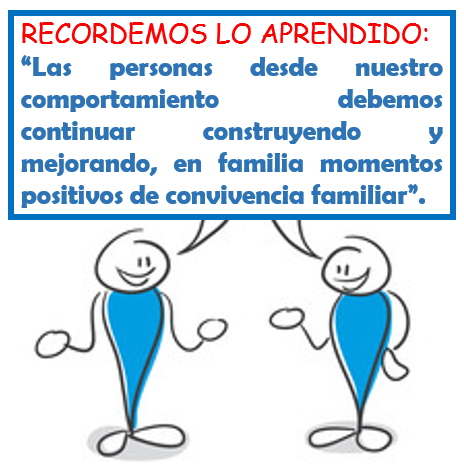 RECORDEMOS LO APRENDIDO:
“Las personas desde nuestro
comportamiento debemos
continuar construyendo y
mejorando, en familia momentos
positivos de convivencia familiar”.